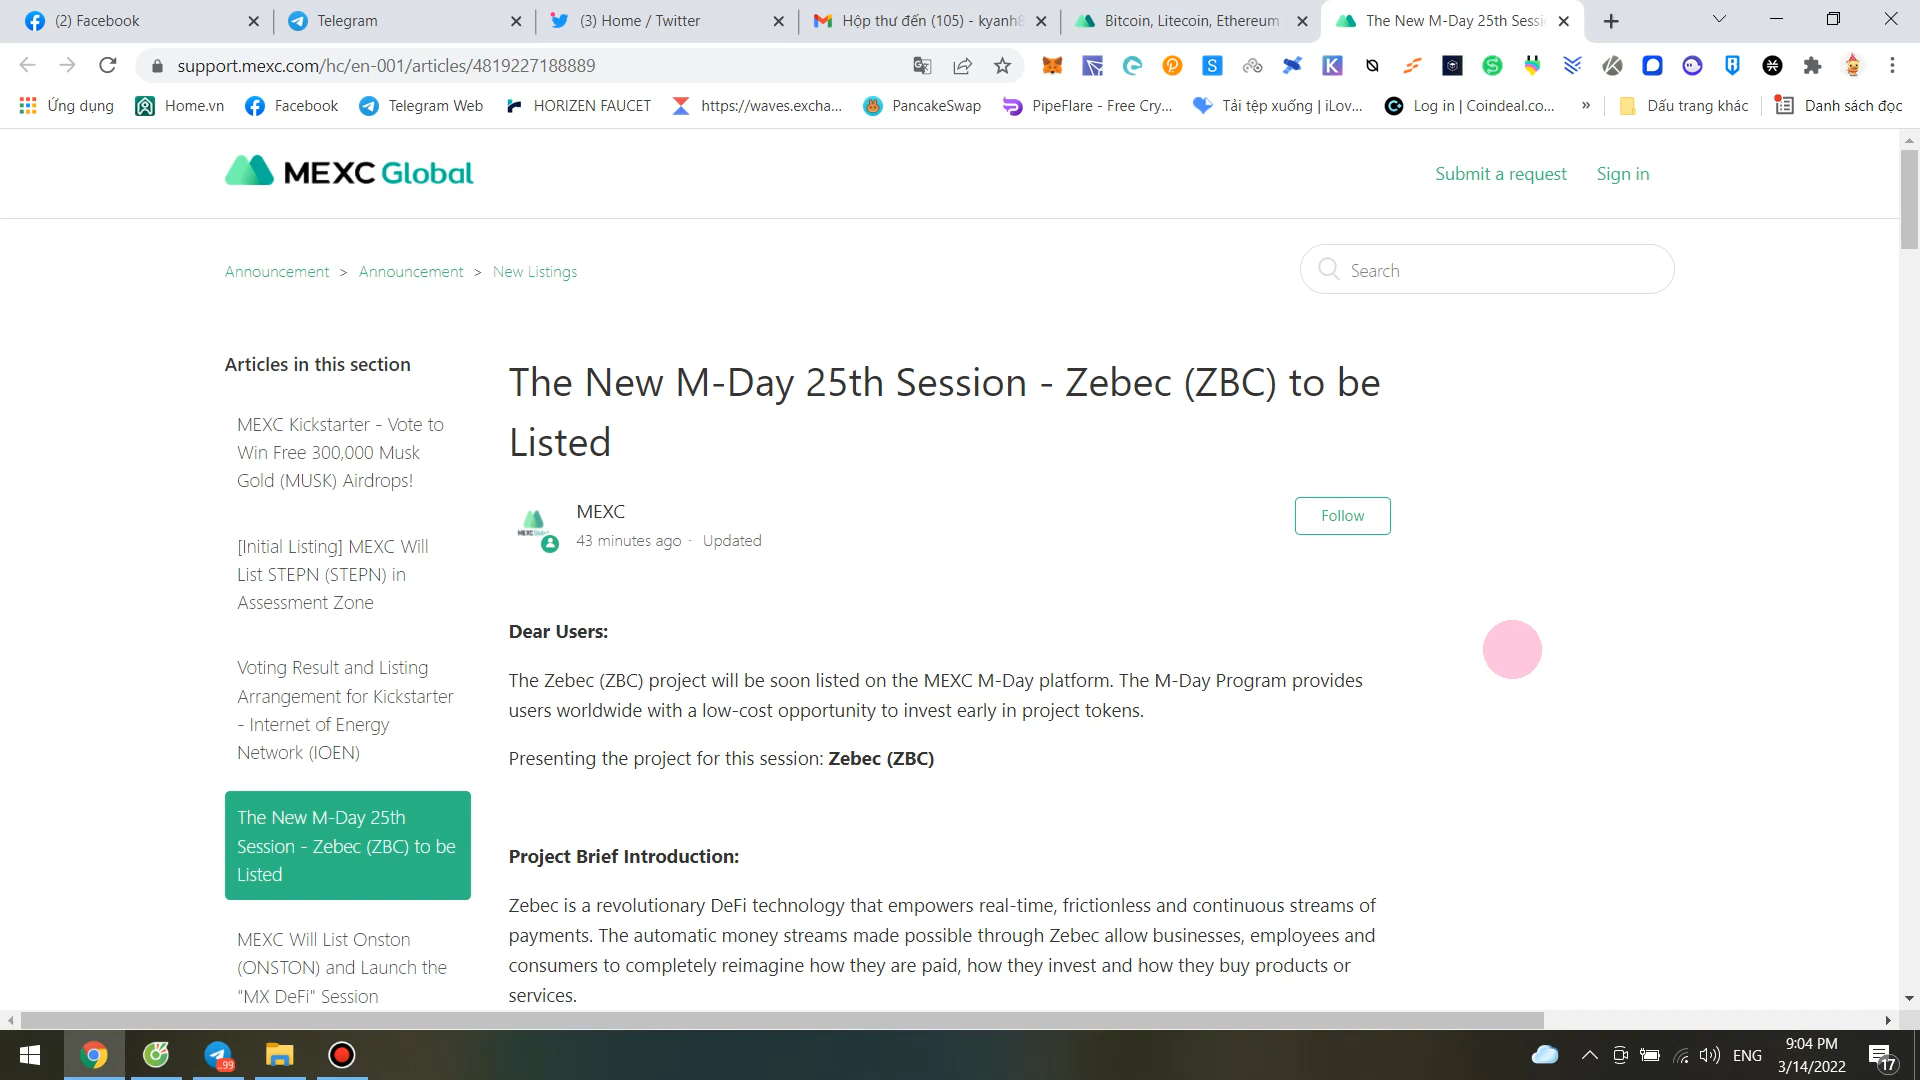 (2) Facebook
Telegram
(3) Home / Twitter
Hộp thư đến (105) - kyanh8
Bitcoin, Litecoin, Ethereum
The New M-Day 25th Sessi
support.mexc.com/hc/en-001/articles/4819227188889
Ứng dụng
Home.vn
Facebook
Telegram Web
HORIZEN FAUCET
https://waves.excha...
PancakeSwap
PipeFlare - Free Cry...
Tải tệp xuống | iLov...
Log in | Coindeal.co...
»
Dấu trang khác
Danh sách đọc
MEXC Global
Submit a request
Sign in
Announcement > Announcement > New Listings
Search
Articles in this section
MEXC Kickstarter - Vote to
Win Free 300,000 Musk
Gold (MUSK) Airdrops!
[Initial Listing] MEXC Will
List STEPN (STEPN) in
Assessment Zone
Voting Result and Listing
Arrangement for Kickstarter
- Internet of Energy
Network (IOEN)
The New M-Day 25th
Session - Zebec (ZBC) to be
Listed
MEXC Will List Onston
(ONSTON) and Launch the
"MX DeFi" Session
The New M-Day 25th Session - Zebec (ZBC) to be
Listed
MEXC
43 minutes ago · Updated
Follow
Dear Users:
The Zebec (ZBC) project will be soon listed on the MEXC M-Day platform. The M-Day Program provides
users worldwide with a low-cost opportunity to invest early in project tokens.
Presenting the project for this session: Zebec (ZBC)
Project Brief Introduction:
Zebec is a revolutionary DeFi technology that empowers real-time, frictionless and continuous streams of
payments. The automatic money streams made possible through Zebec allow businesses, employees and
consumers to completely reimagine how they are paid, how they invest and how they buy products or
services.
99
ENG
9:04 PM
3/14/2022
17